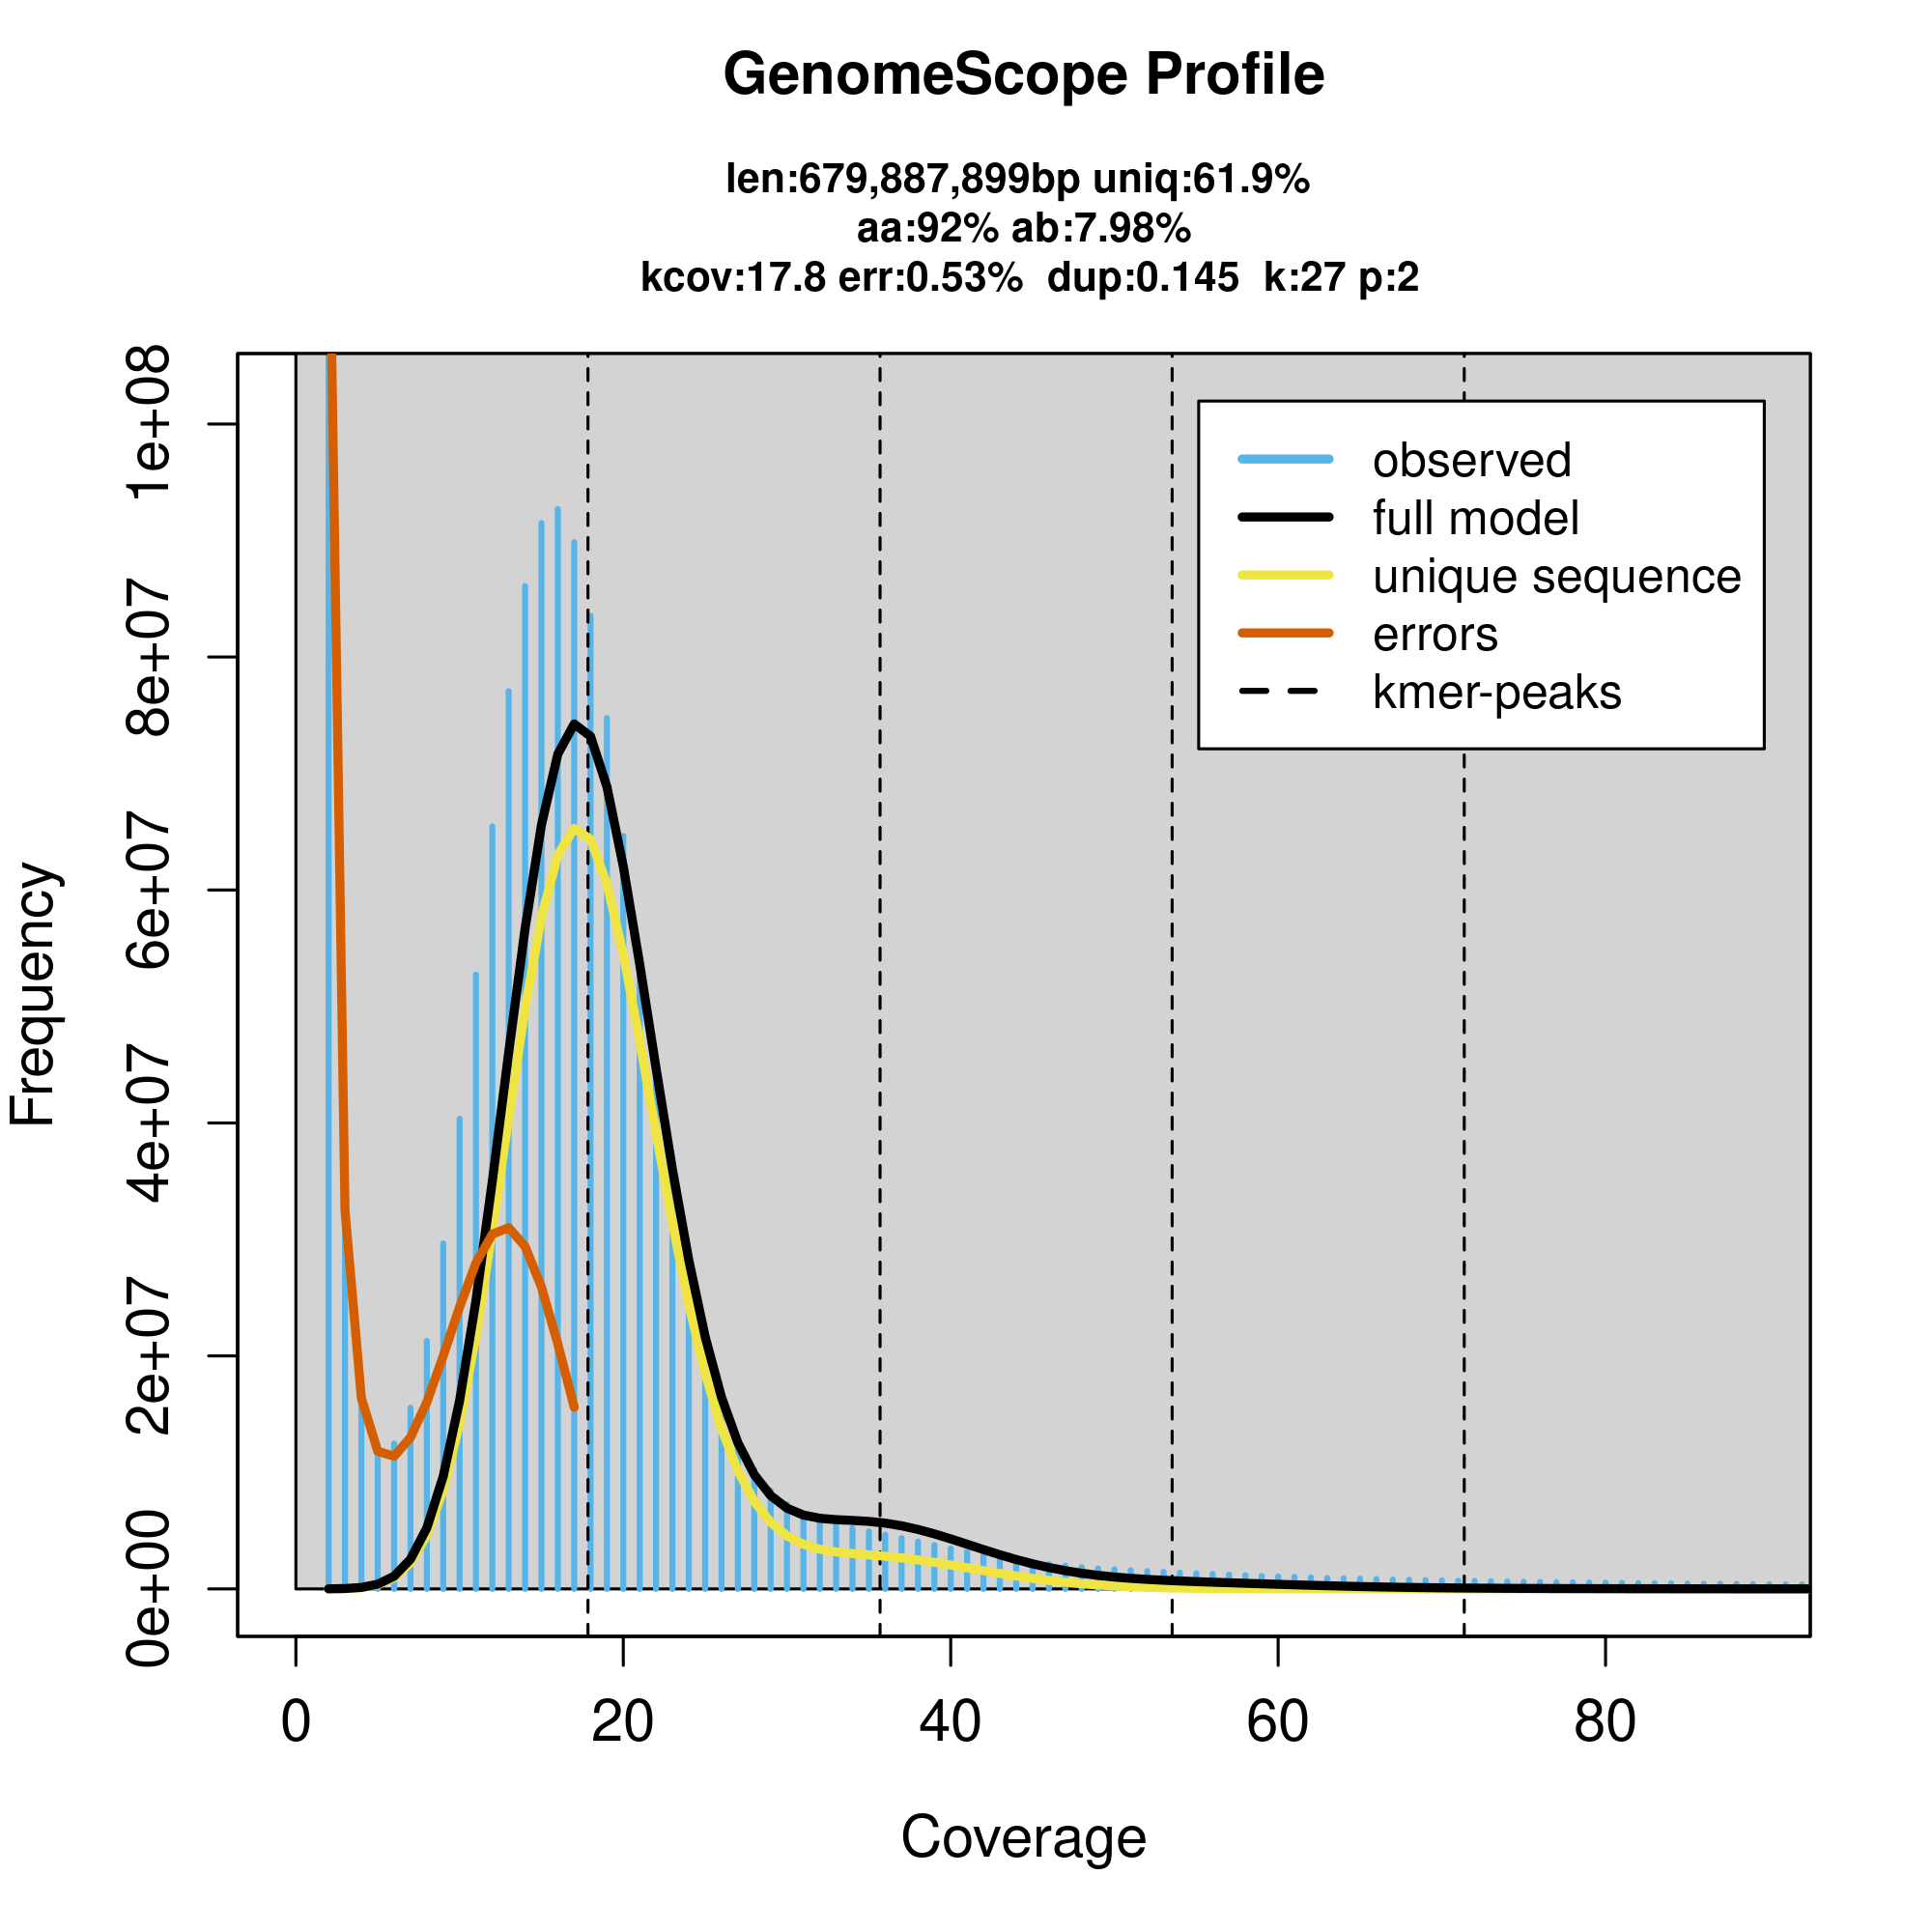 GenomeScope Profile
len:679,887,899bp uniq:61.9%
aa:92% ab:7.98%
kcov:17.8 err:0.53%  dup:0.145  k:27 p:2
1e+08
8e+07
6e+07
4e+07
2e+07
0e+00
Frequency
observed
full model
unique sequence
errors
kmer-peaks
0 20 40 60 80
Coverage